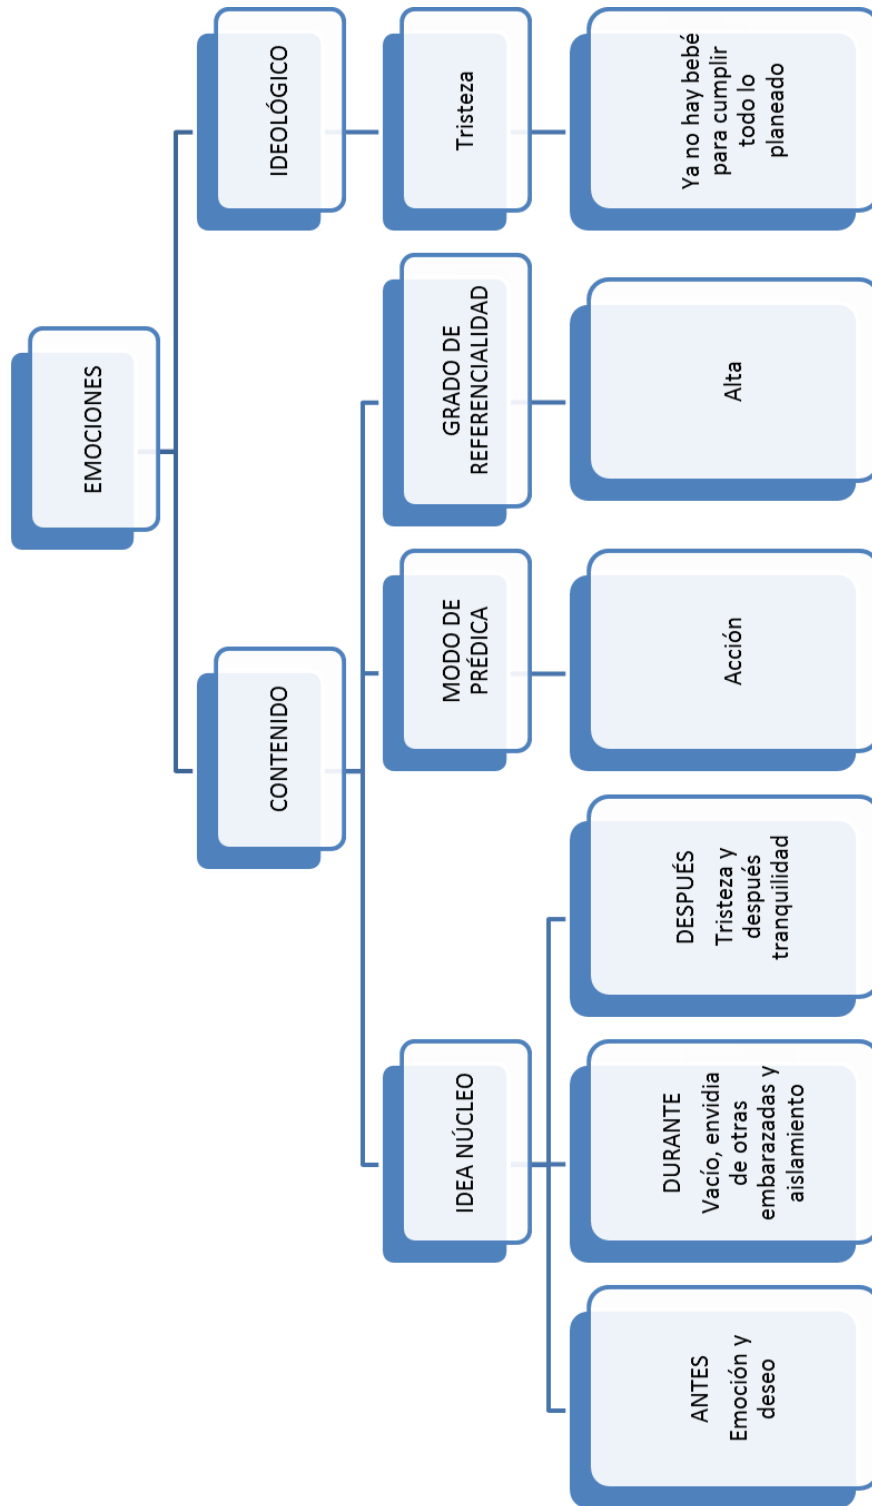 EMOCIONES
CONTENIDO
IDEOLÓGICO
IDEA NÚCLEO
MODO DE
PRÉDICA
GRADO DE
REFERENCIALIDAD
Tristeza
ANTES
Emoción y
deseo
DURANTE
Vacío, envidia
de otras
embarazadas y
aislamiento
DESPUÉS
Tristeza y
después
tranquilidad
Acción
Alta
Ya no hay bebé
para cumplir
todo lo
planeado